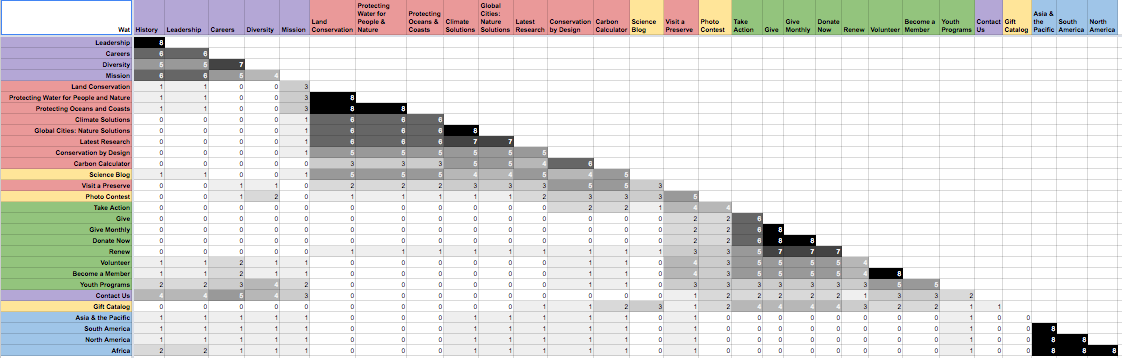 Wat History Leadership Careers Diversity Mission Land Conservation Protecting Water for People & Nature Protecting Oceans & Coasts Climate Solutions Global Cities: Nature Solutions Latest Research Conservation by Design Carbon Calculator Science Blog Visit a Preserve Photo Contest Take Action Give Give Monthly Donate Now Renew Volunteer Become a Member Youth Programs Contact Us Gift Catalog Asia & the Pacific South America North America
Leadership 8
Careers 6 6
Diversity 5 5 7
Mission 6 6 5 4
Land Conservation 1 1 0 0 3
Protecting Water for People and Nature 1 1 0 0 3 8
Protecting Oceans and Coasts 1 1 0 0 3 8 8
Climate Solutions 0 0 0 0 1 6 6 6
Global Cities: Nature Solutions 0 0 0 0 1 6 6 6 8
Latest Research 0 0 0 0 1 6 6 6 7 7
Conservation by Design 0 0 0 0 1 5 5 5 5 5 5
Carbon Calculator 0 0 0 0 0 3 3 3 5 5 4 6
Science Blog 1 1 0 0 1 5 5 5 4 4 5 4 5
Visit a Preserve 0 0 1 1 0 2 2 2 3 3 3 5 5 3
Photo Contest 0 0 1 2 0 1 1 1 1 1 2 3 3 3 5
Take Action 0 0 0 0 0 0 0 0 0 0 0 2 2 1 4 4
Give 0 0 0 0 0 0 0 0 0 0 0 0 0 0 2 2 6
Give Monthly 0 0 0 0 0 0 0 0 0 0 0 0 0 0 2 2 6 8
Donate Now 0 0 0 0 0 0 0 0 0 0 0 0 0 0 2 2 6 8 8
Renew 0 0 0 0 0 1 1 1 1 1 1 1 1 1 3 3 5 7 7 7
Volunteer 1 1 2 1 1 0 0 0 0 0 0 1 1 0 4 3 5 5 5 5 4
Become a Member 1 1 2 1 1 0 0 0 0 0 0 1 1 0 4 3 5 5 5 5 4 8
Youth Programs 2 2 3 4 2 0 0 0 0 0 0 1 1 0 3 3 3 3 3 3 3 5 5
Contact Us 4 4 5 4 3 0 0 0 0 0 0 0 0 0 1 2 2 2 2 2 1 3 3 2
Gift Catalog 0 0 0 0 0 0 0 0 0 0 0 1 2 3 1 2 4 4 4 4 3 2 2 1 1
Asia & the Pacific 1 1 1 1 1 0 0 0 1 1 1 1 1 0 1 0 0 0 0 0 0 0 0 1 0 0
South America 1 1 1 1 1 0 0 0 1 1 1 1 1 0 1 0 0 0 0 0 0 0 0 1 0 0 8
North America 1 1 1 1 1 0 0 0 1 1 1 1 1 0 1 0 0 0 0 0 0 0 0 1 0 0 8 8
Africa 2 2 1 1 1 0 0 0 1 1 1 1 1 0 1 0 0 0 0 0 0 0 0 1 0 0 8 8 8